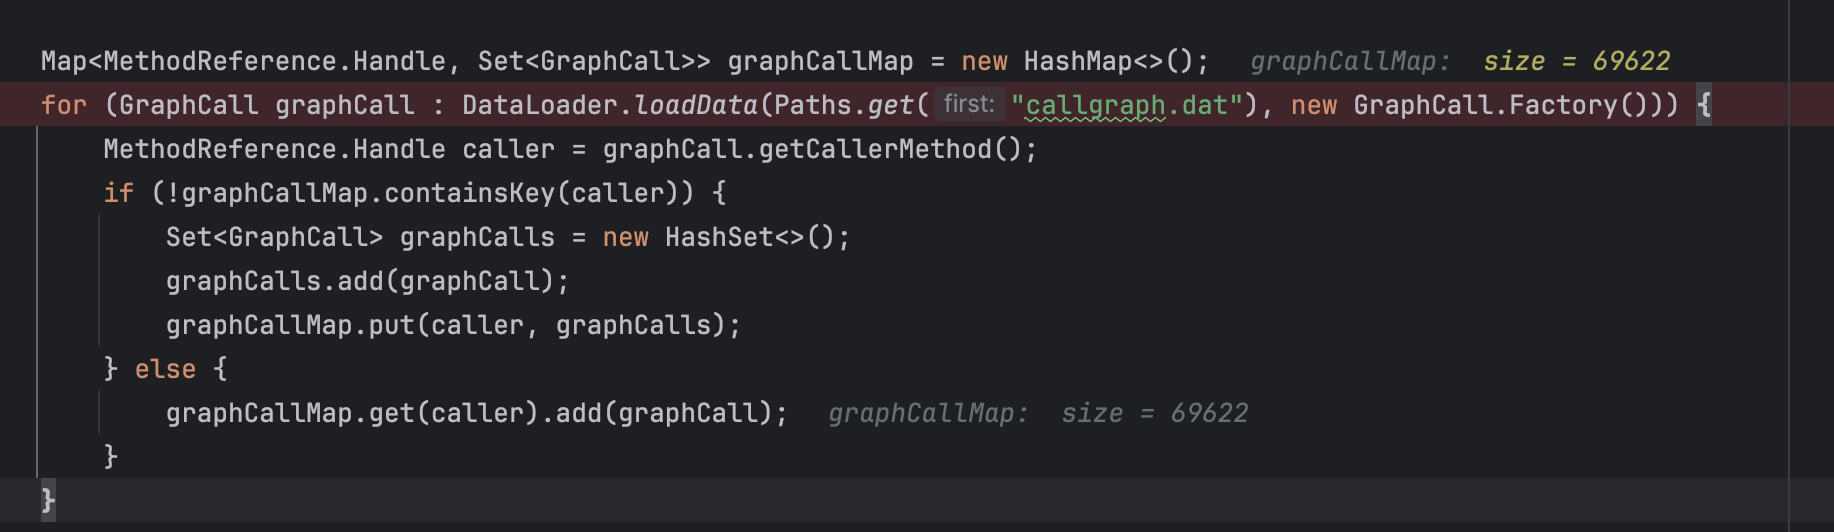 Map<MethodReference.Handle, Set<GraphCall>> graphCallMap = new HashMap<>();   graphCallMap:  size = 69622
for (GraphCall graphCall : DataLoader.loadData(Paths.get( first: "callgraph.dat"), new GraphCall.Factory())) {
    MethodReference.Handle caller = graphCall.getCallerMethod();
    if (!graphCallMap.containsKey(caller)) {
        Set<GraphCall> graphCalls = new HashSet<>();
        graphCalls.add(graphCall);
        graphCallMap.put(caller, graphCalls);
    } else {
        graphCallMap.get(caller).add(graphCall);   graphCallMap:  size = 69622
    }
}